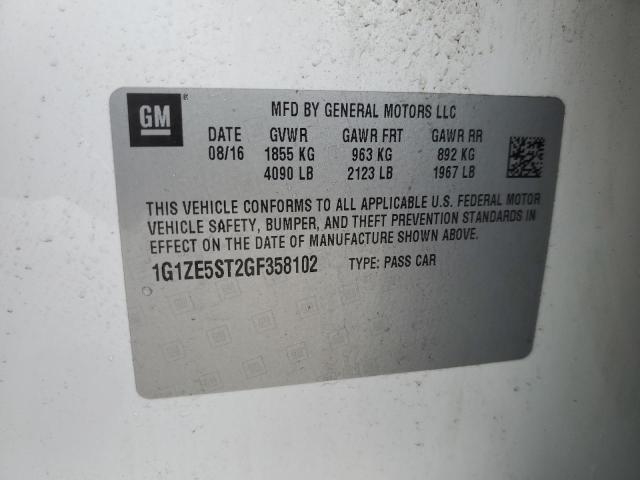 GM ®
MFD BY GENERAL MOTORS LLC
DATE GVWR GAWR FRT GAWR RR
08/16 1855 KG 963 KG 892 KG
4090 LB 2123 LB 1967 LB
THIS VEHICLE CONFORMS TO ALL APPLICABLE U.S. FEDERAL MOTOR
VEHICLE SAFETY, BUMPER, AND THEFT PREVENTION STANDARDS IN
EFFECT ON THE DATE OF MANUFACTURE SHOWN ABOVE.
1G1ZE5ST2GF358102 TYPE: PASS CAR